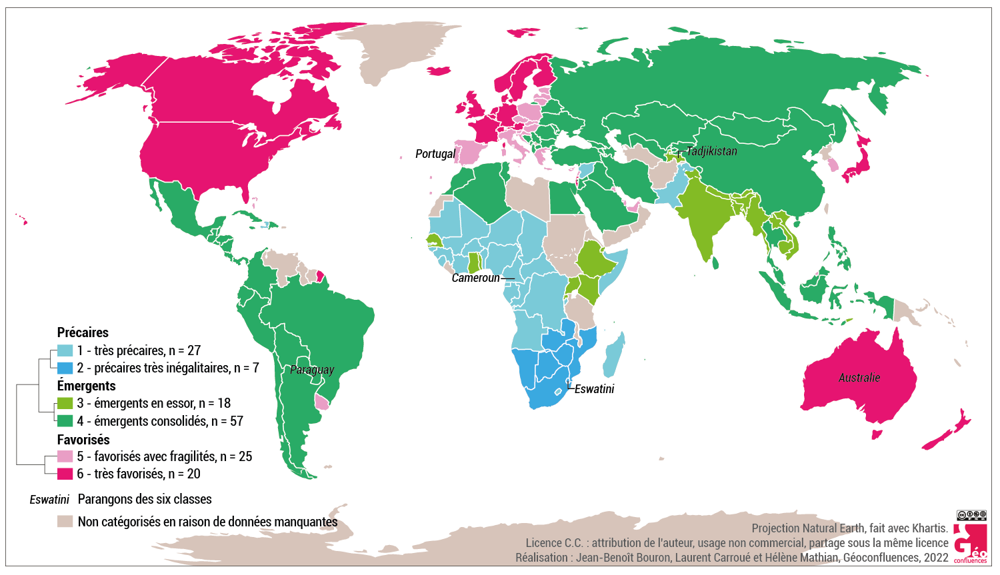 Portugal
Tadjikistan
Cameroun
Paraguay
Eswatini
Australie
Précaires
1 - très précaires, n = 27
2 - précaires très inégalitaires, n = 7
Émergents
3 - émergents en essor, n = 18
4 - émergents consolidés, n = 57
Favorisés
5 - favorisés avec fragilités, n = 25
6 - très favorisés, n = 20
Eswatini Parangons des six classes
Non catégorisés en raison de données manquantes
Projection Natural Earth, fait avec Khartis.
Licence C.C. : attribution de l'auteur, usage non commercial, partage sous la même licence
Réalisation : Jean-Benoît Bouron, Laurent Carroué et Hélène Mathian, Géoconfluences, 2022
Géo
confluences